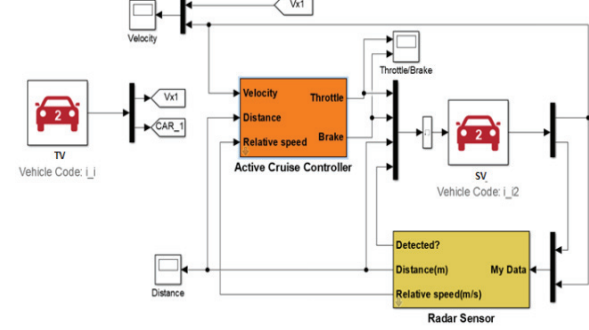 Vx1
Velocity
2
TV
Vehicle Code: i_i
Vx1
CAR_1
Velocity
Distance
Relative speed
Throttle
Brake
Active Cruise Controller
Throttle/Brake
2
SV
Vehicle Code: i_i2
Distance
Detected?
Distance(m)
Relative speed(m/s)
My Data
Radar Sensor